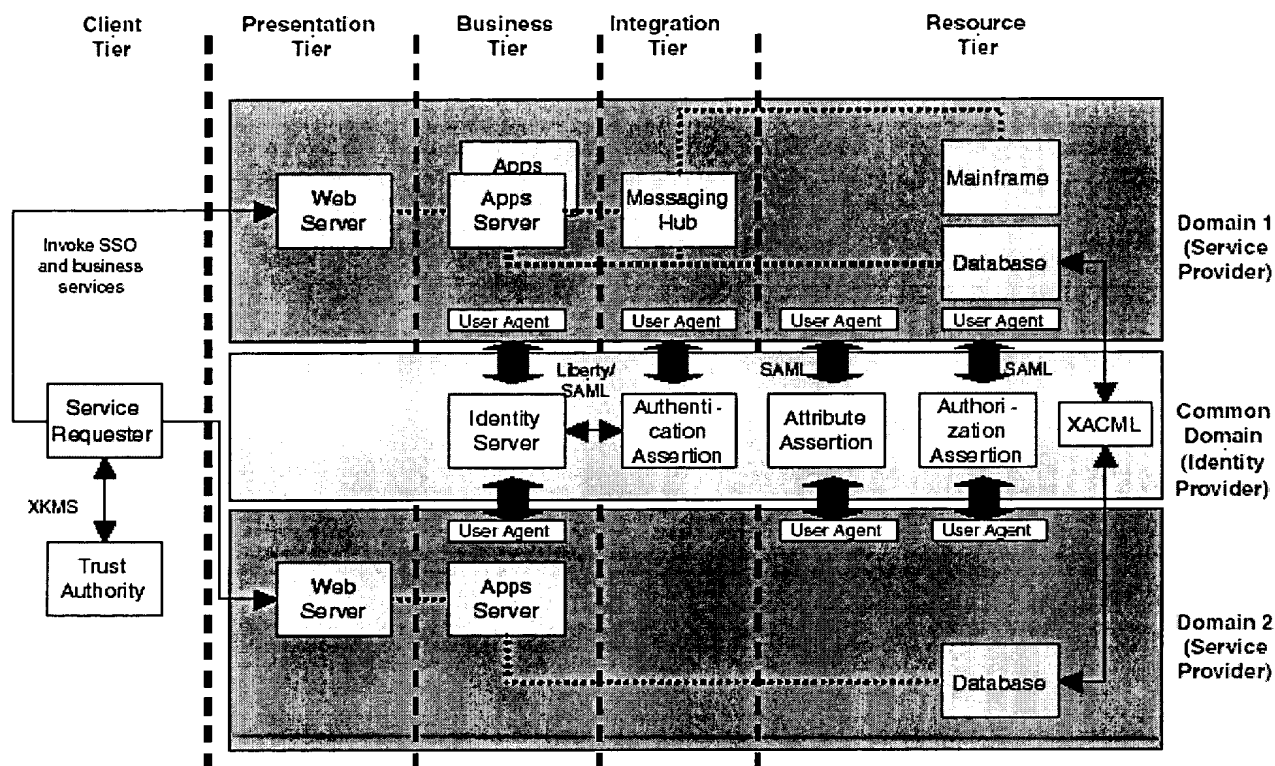 Client
Tier
Presentation
Tier
Business
Tier
Integration
Tier
Resource
Tier
Apps
Web
Server
Apps
Server
Messaging
Hub
Mainframe
Database
Invoke SSO
and business
services
Domain 1
(Service
Provider)
User Agent
User Agent
User Agent
User Agent
Liberty/
SAML
SAML
SAML
Service
Requester
Identity
Server
Authenti-
cation
Assertion
Attribute
Assertion
Authori-
zation
Assertion
XACML
Common
Domain
(Identity
Provider)
XKMS
Trust
Authority
User Agent
User Agent
User Agent
Web
Server
Apps
Server
Database
Domain 2
(Service
Provider)